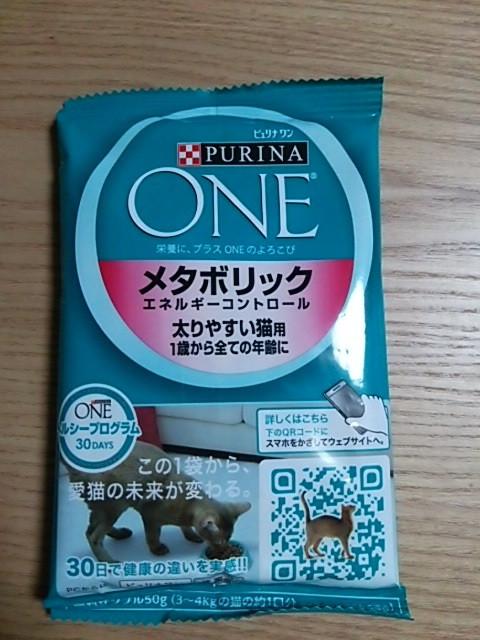 ピュリナ ワン
PURINA
ONE®
栄養に、プラス ONEのよろこび
メタボリック
エネルギーコントロール
太りやすい猫用
1歳から全ての年齢に
ONE
ルシープログラム
30DAYS
詳しくはこちら
下のQRコードに
スマホをかざしてウェブサイトへ。
この1袋から、
愛猫の未来が変わる。
30日で健康の違いを実感!!
プル50g (3~4kgの猫の約1日分)